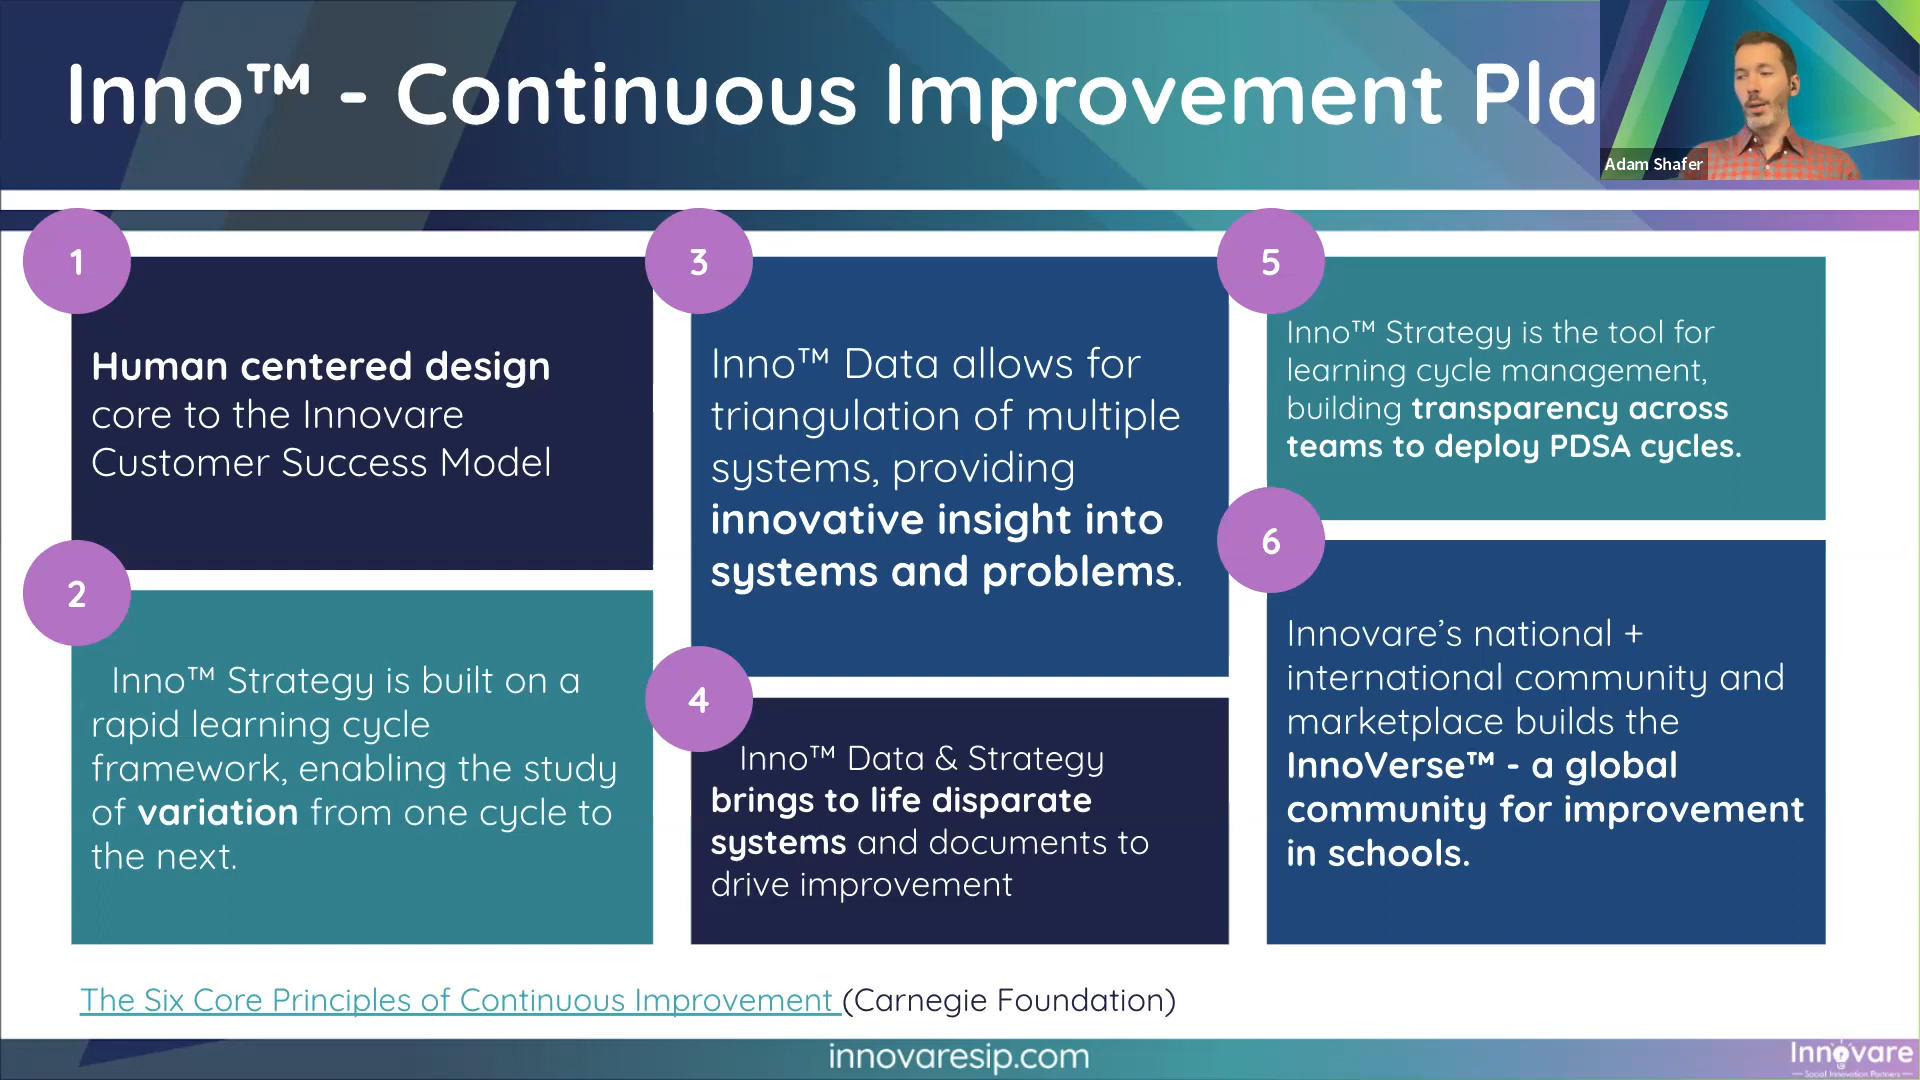 Inno™ - Continuous Improvement Pla
Adam Shafer
1
Human centered design
core to the Innovare
Customer Success Model
2
Inno™ Strategy is built on a
rapid learning cycle
framework, enabling the study
of variation from one cycle to
the next.
3
Inno™ Data allows for
triangulation of multiple
systems, providing
innovative insight into
systems and problems.
4
Inno™ Data & Strategy
brings to life disparate
systems and documents to
drive improvement
5
Inno™ Strategy is the tool for
learning cycle management,
building transparency across
teams to deploy PDSA cycles.
6
Innovare’s national +
international community and
marketplace builds the
InnoVerse™ - a global
community for improvement
in schools.
The Six Core Principles of Continuous Improvement (Carnegie Foundation)
innovaresip.com
Innovare
Social Innovation Partners